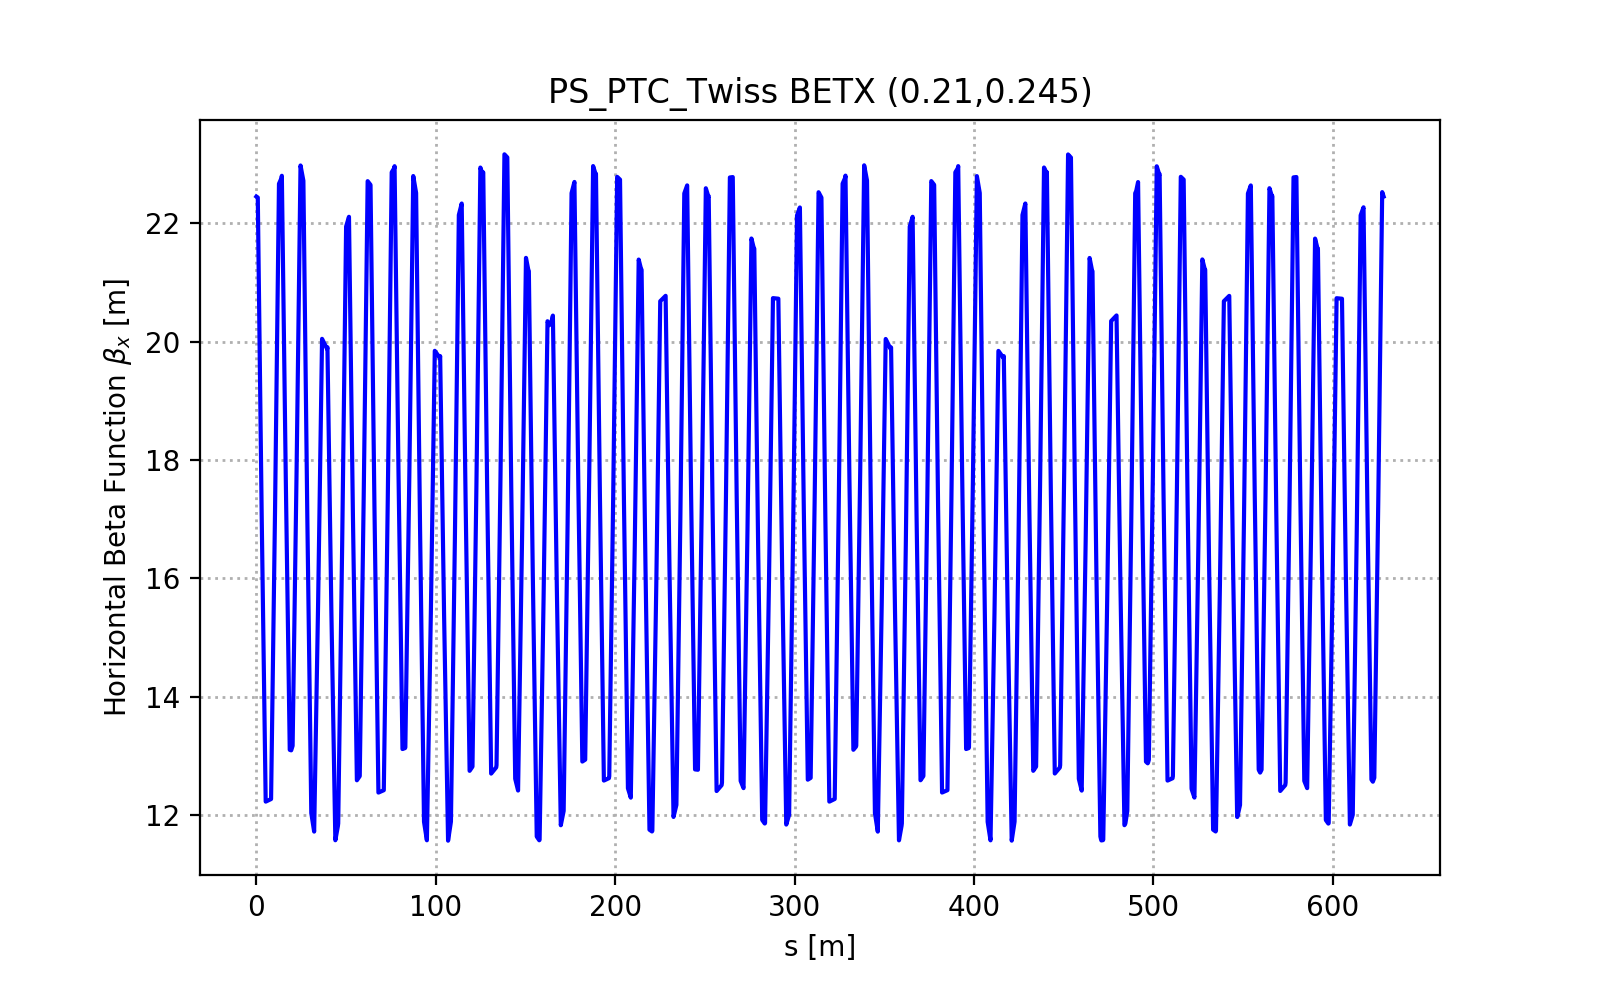 PS_PTC_Twiss BETX (0.21,0.245)
Horizontal Beta Function βₓ [m]
22
20
18
16
14
12
0 100 200 300 400 500 600
s [m]